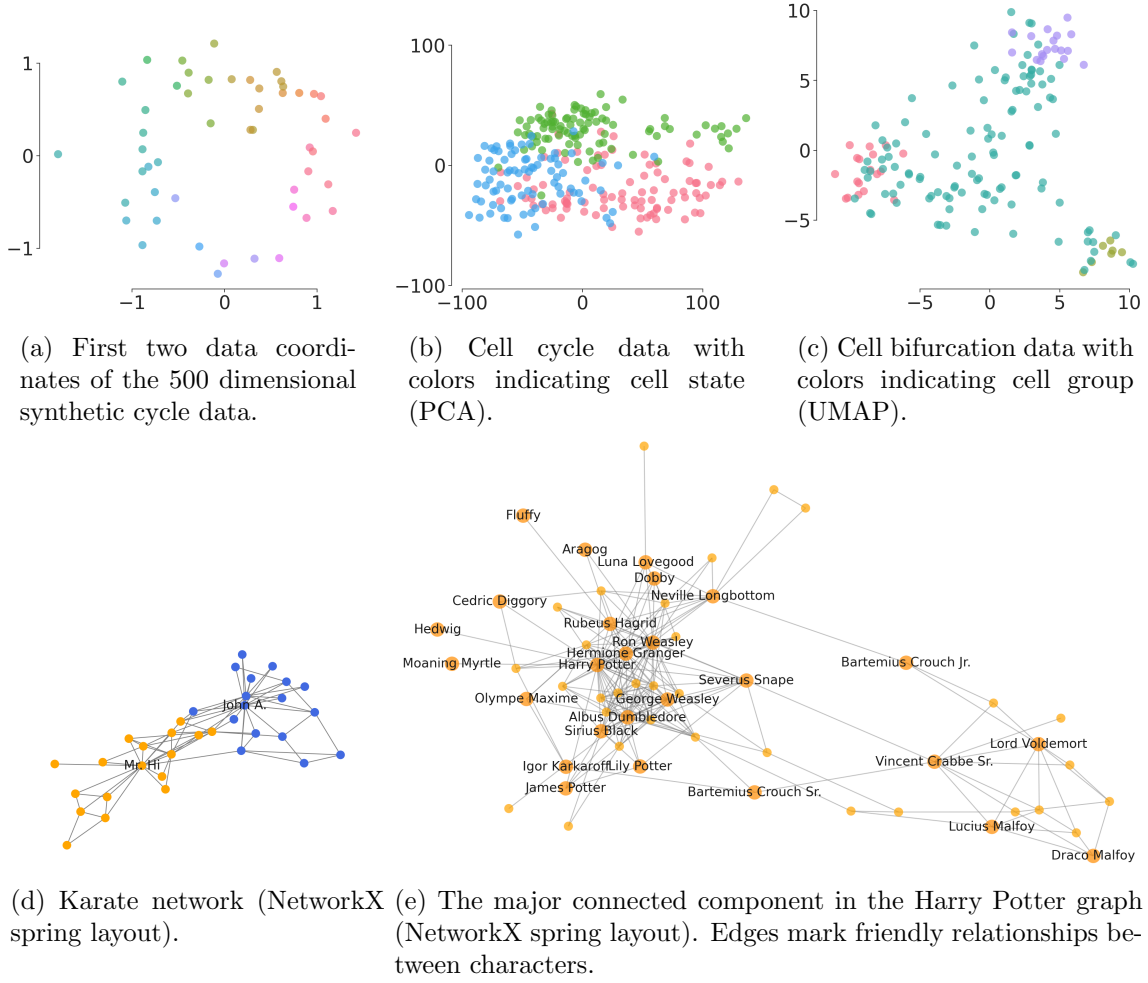 1
0
−1
−1
0
1
(a) First two data coordi-
nates of the 500 dimensional
synthetic cycle data.
100
0
−100
−100
0
100
(b) Cell cycle data with
colors indicating cell state
(PCA).
10
5
0
−5
−5
0
5
10
(c) Cell bifurcation data with
colors indicating cell group
(UMAP).
John A.
Mr. Hi
(d) Karate network (NetworkX
spring layout).
Fluffy
Aragog
Luna Lovegood
Dobby
Neville Longbottom
Cedric Diggory
Rubeus Hagrid
Hedwig
Ron Weasley
Hermione Granger
Moaning Myrtle
Harry Potter
Bartemius Crouch Jr.
Severus Snape
Olympe Maxime
George Weasley
Albus Dumbledore
Sirius Black
Lord Voldemort
Vincent Crabbe Sr.
Igor Karkaroff
Lily Potter
James Potter
Bartemius Crouch Sr.
Lucius Malfoy
Draco Malfoy
(e) The major connected component in the Harry Potter graph
(NetworkX spring layout). Edges mark friendly relationships be-
tween characters.